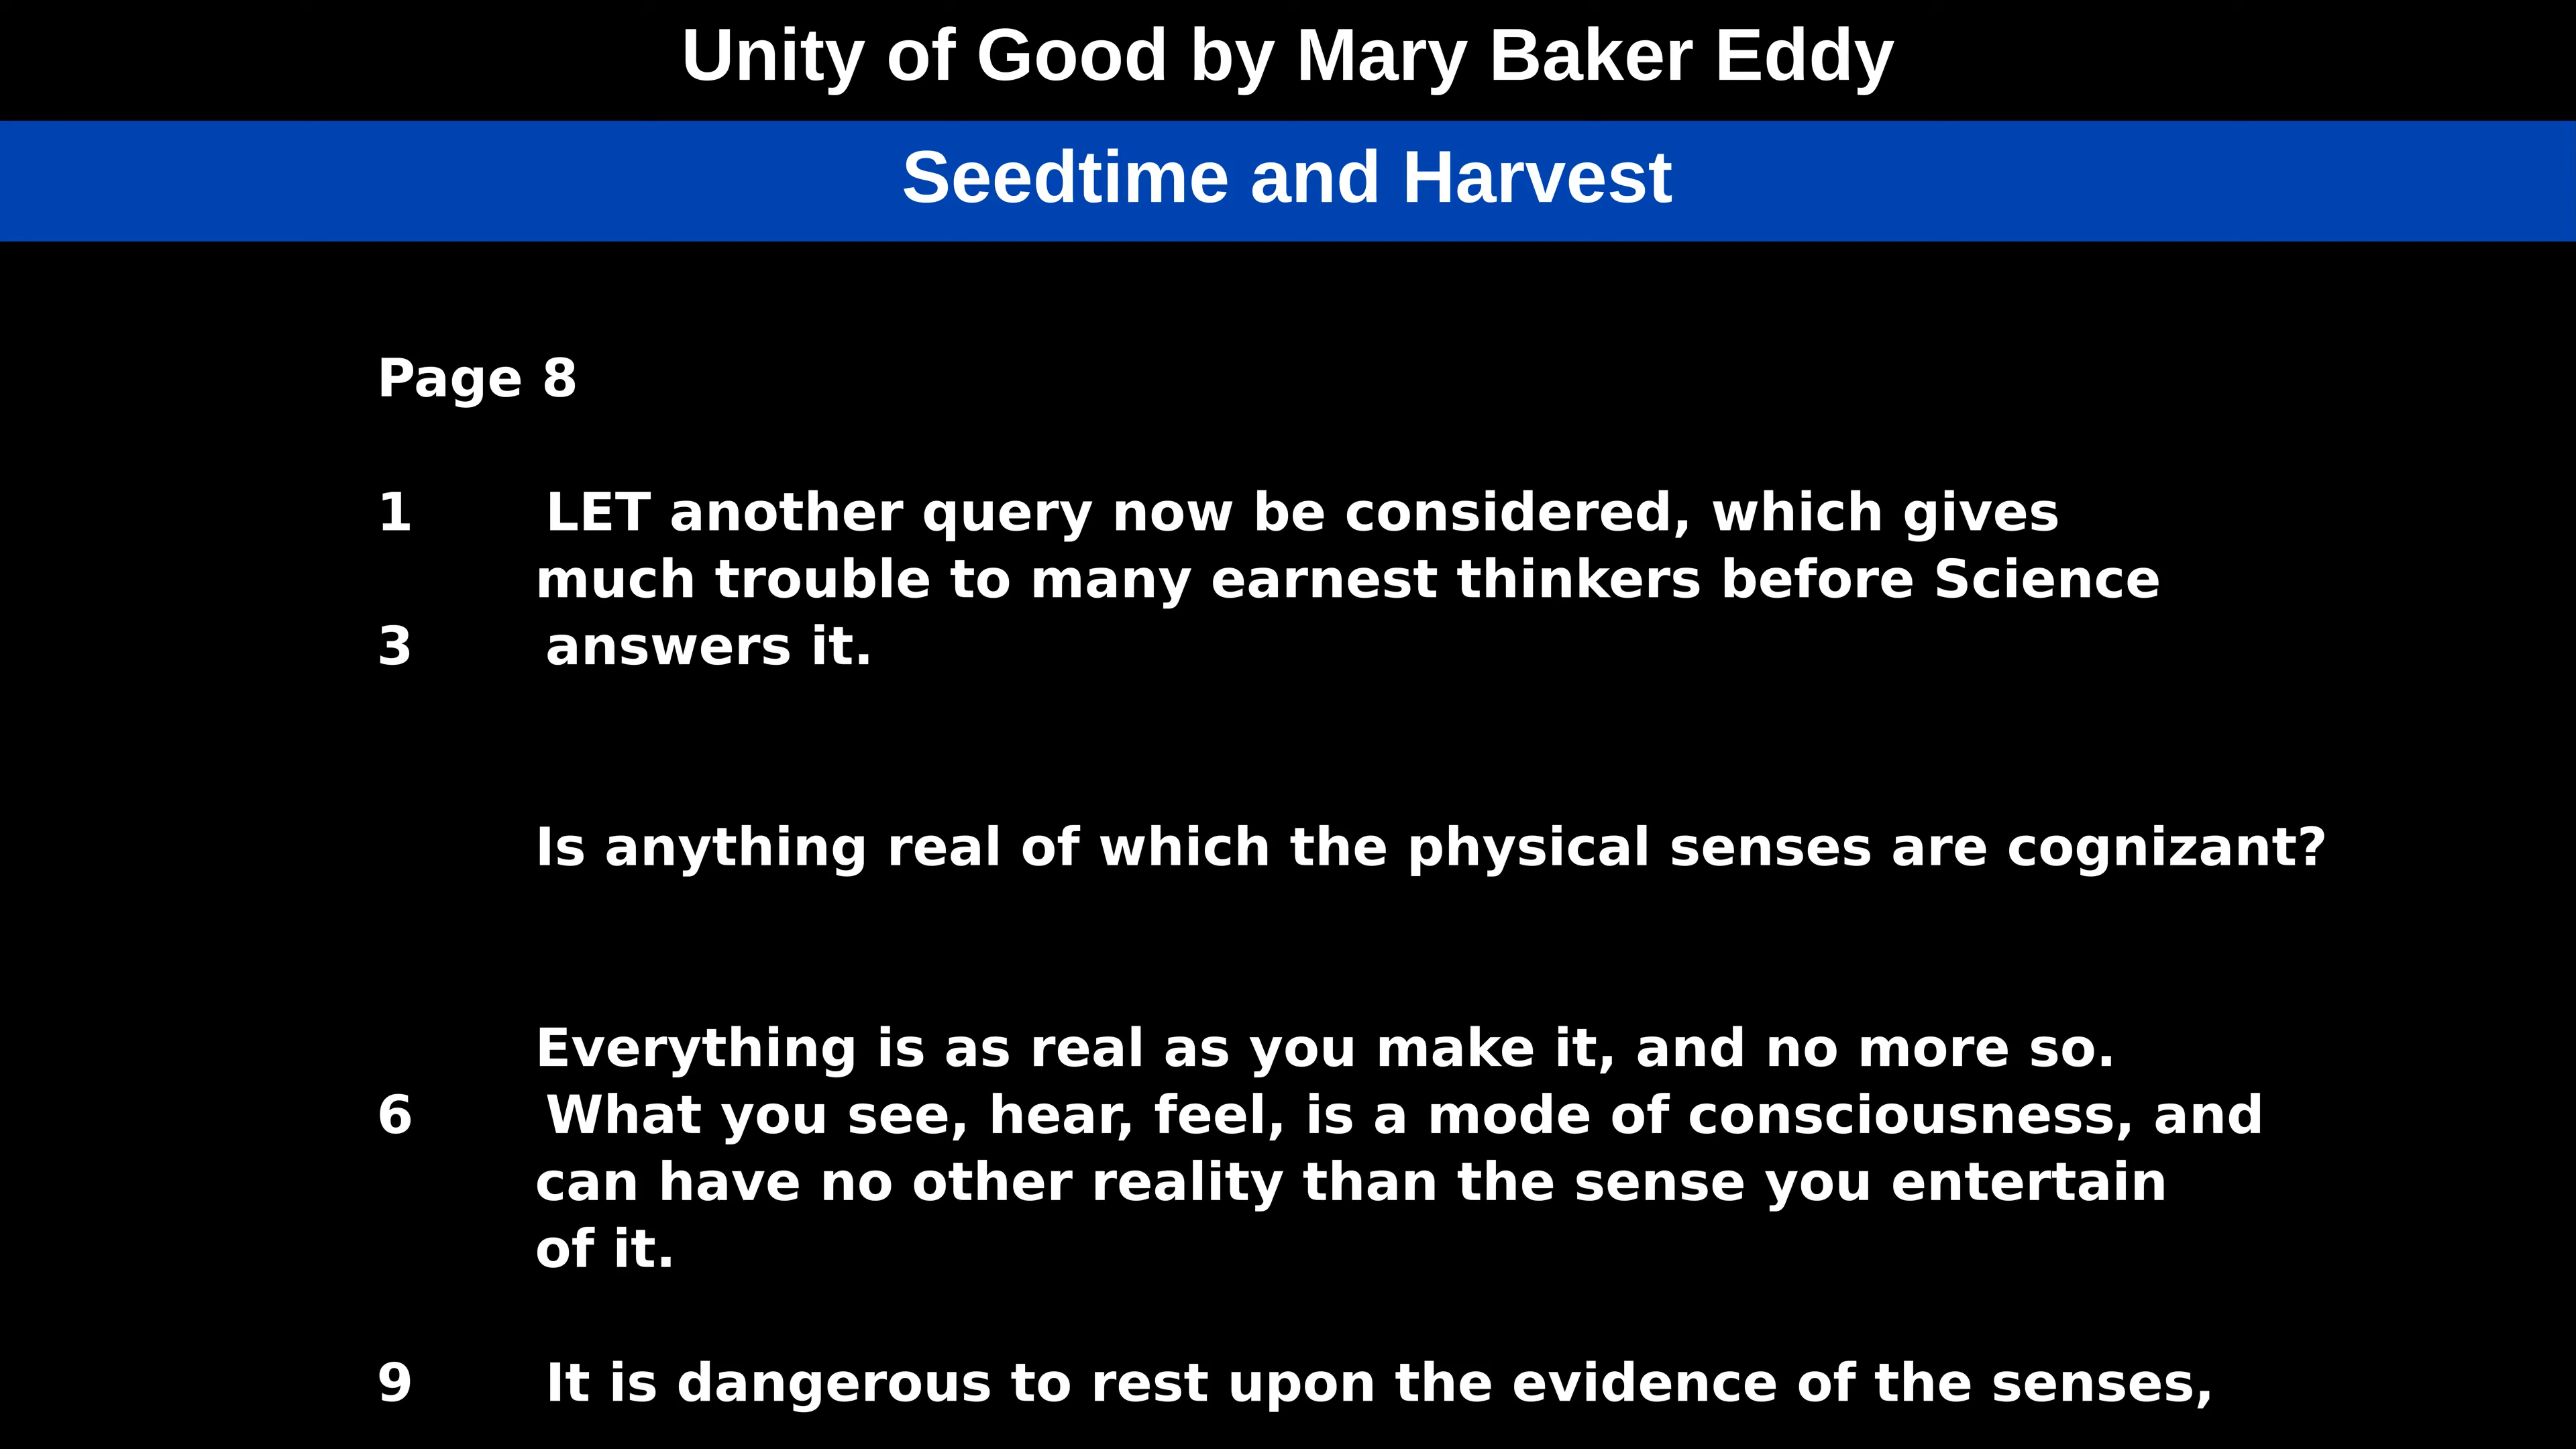 Unity of Good by Mary Baker Eddy
Seedtime and Harvest
Page 8
1 LET another query now be considered, which gives
much trouble to many earnest thinkers before Science
3 answers it.
Is anything real of which the physical senses are cognizant?
Everything is as real as you make it, and no more so.
6 What you see, hear, feel, is a mode of consciousness, and
can have no other reality than the sense you entertain
of it.
9 It is dangerous to rest upon the evidence of the senses,